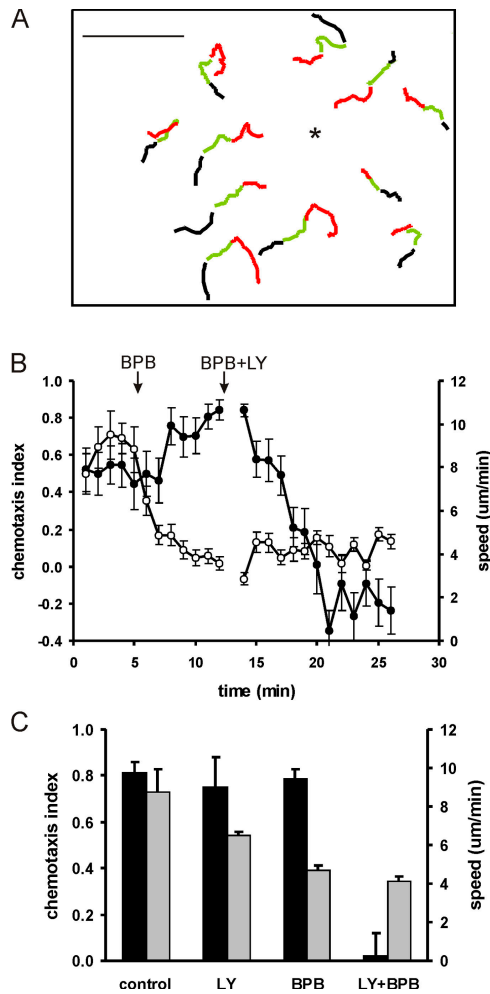 A
*
B
BPB BPB+LY
1.0 12
0.8 10
0.6 8
0.4
0.2 6
0.0 4
-0.2 2
-0.4 0
chemotaxis index
speed (um/min)
0 5 10 15 20 25 30
time (min)
C
1.0 12
0.8 10
0.6 8
6
0.4 4
0.2 2
0.0 0
chemotaxis index
speed (um/min)
control LY BPB LY+BPB